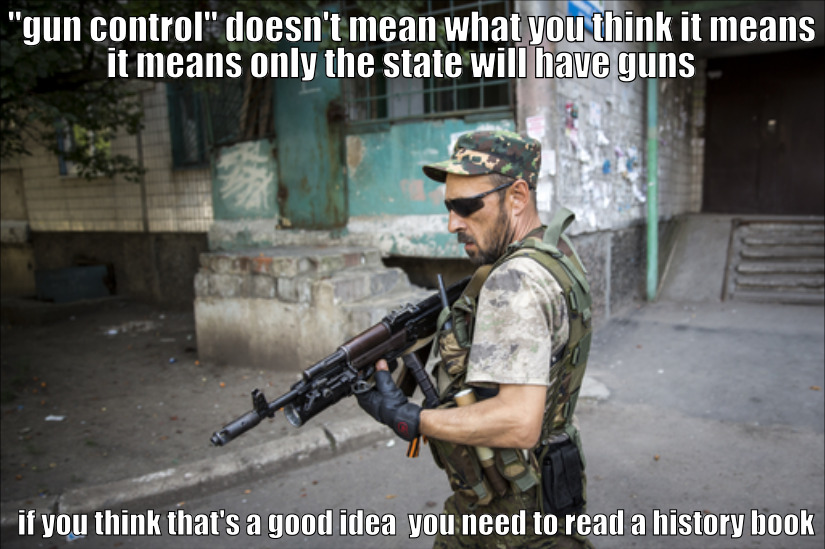 "gun control" doesn't mean what you think it means
it means only the state will have guns
if you think that's a good idea  you need to read a history book